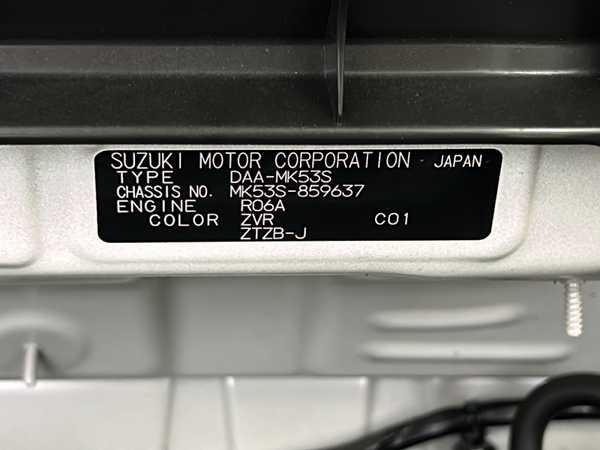 SUZUKI MOTOR CORPORATION - JAPAN
TYPE DAA-MK53S
CHASSIS NO. MK53S-859637
ENGINE R06A
COLOR ZVR C01
ZTZB-J